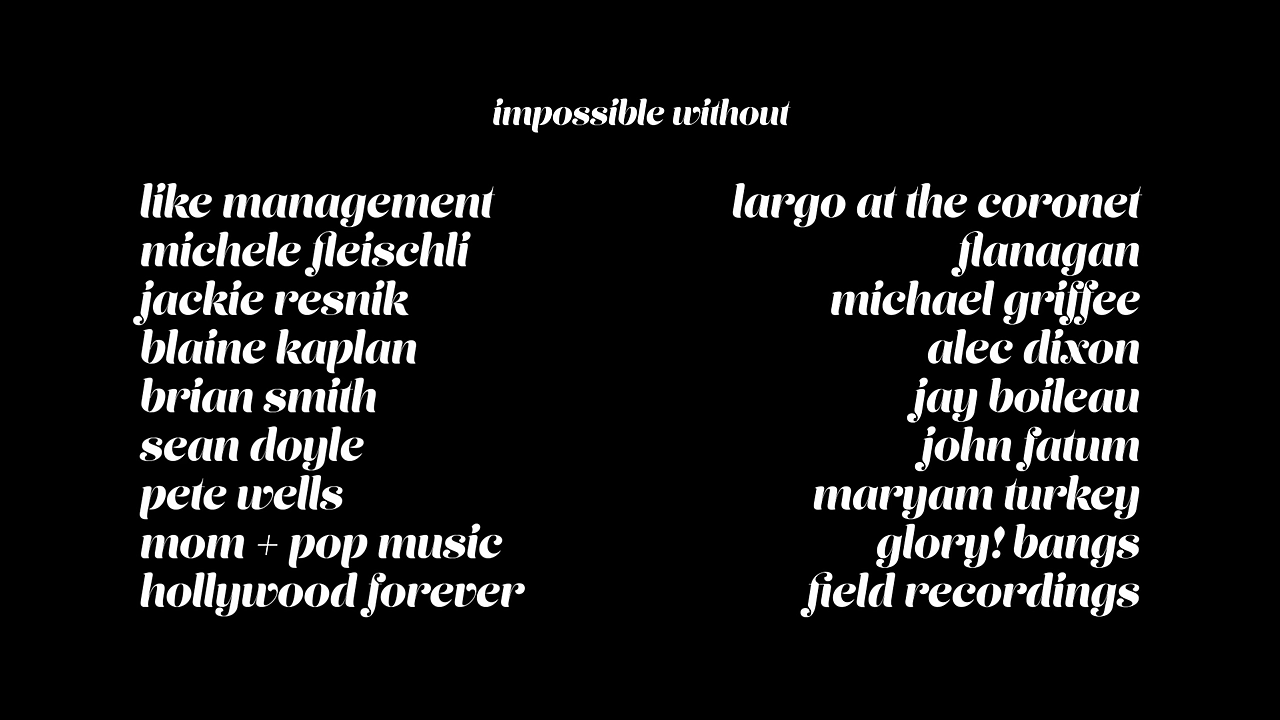 impossible without
like management
michele fleischli
jackie resnik
blaine kaplan
brian smith
sean doyle
pete wells
mom + pop music
hollywood forever
largo at the coronet
flanagan
michael griffee
alec dixon
jay boileau
john fatum
maryam turkey
glory! bangs
field recordings